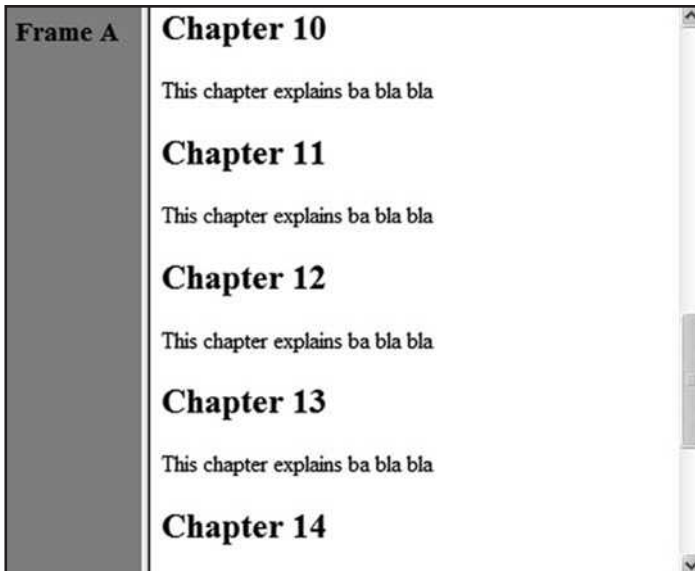 Frame A
Chapter 10
This chapter explains ba bla bla
Chapter 11
This chapter explains ba bla bla
Chapter 12
This chapter explains ba bla bla
Chapter 13
This chapter explains ba bla bla
Chapter 14